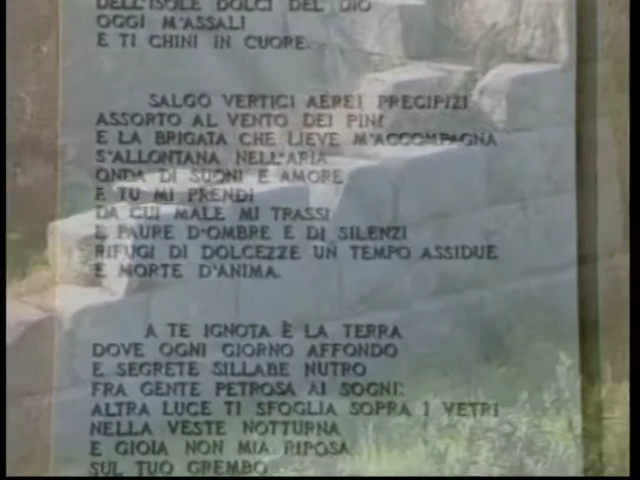 DELL'ISOLE DOLCI DEL DIO
OGGI M'ASSALI
E TI CHINI IN CUORE.
SALGO VERTICI AEREI PRECIPIZI
ASSORTO AL VENTO DEI PINI
E LA BRIGATA CHE LIEVE M'ACCOMPAGNA
S'ALLONTANA NELL'ARIA
ONDA DI SUONI E AMORE
E TU MI PRENDI
DA CUI MALE MI TRASSI
E PAURE D'OMBRE E DI SILENZI
RIFUGI DI DOLCEZZE UN TEMPO ASSIDUE
E MORTE D'ANIMA.
A TE IGNOTA È LA TERRA
DOVE OGNI GIORNO AFFONDO
E SEGRETE SILLABE NUTRO
FRA GENTE PETROSA AI SOGNI:
ALTRA LUCE TI SFOGLIA SOPRA I VETRI
NELLA VESTE NOTTURNA
E GIOIA NON MIA RIPOSA
SUL TUO GREMBO